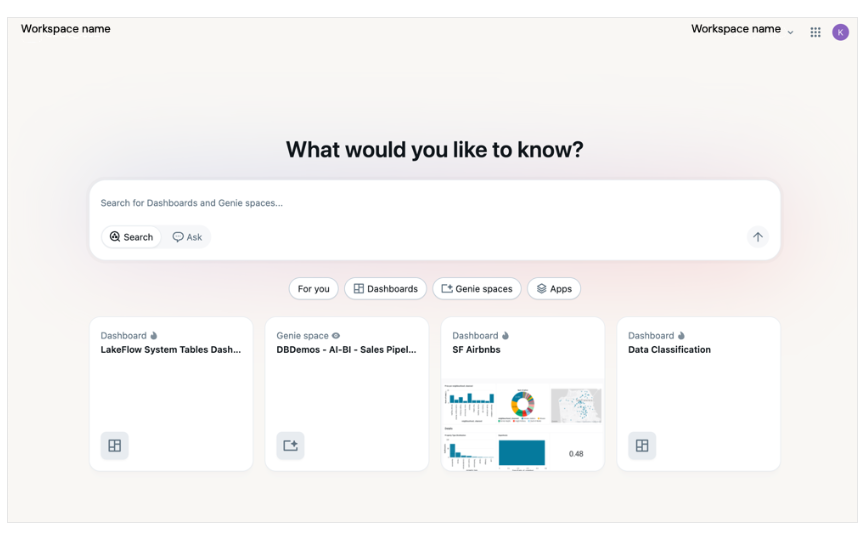 Workspace name
Workspace name
K
What would you like to know?
Search for Dashboards and Genie spaces...
Search
Ask
For you
Dashboards
Genie spaces
Apps
Dashboard
LakeFlow System Tables Dash...
Genie space
DBDemos - AI-BI - Sales Pipel...
Dashboard
SF Airbnbs
0.48
Dashboard
Data Classification